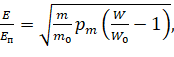 E/Eп = √(m/m₀ pₘ (W/W₀ − 1)),